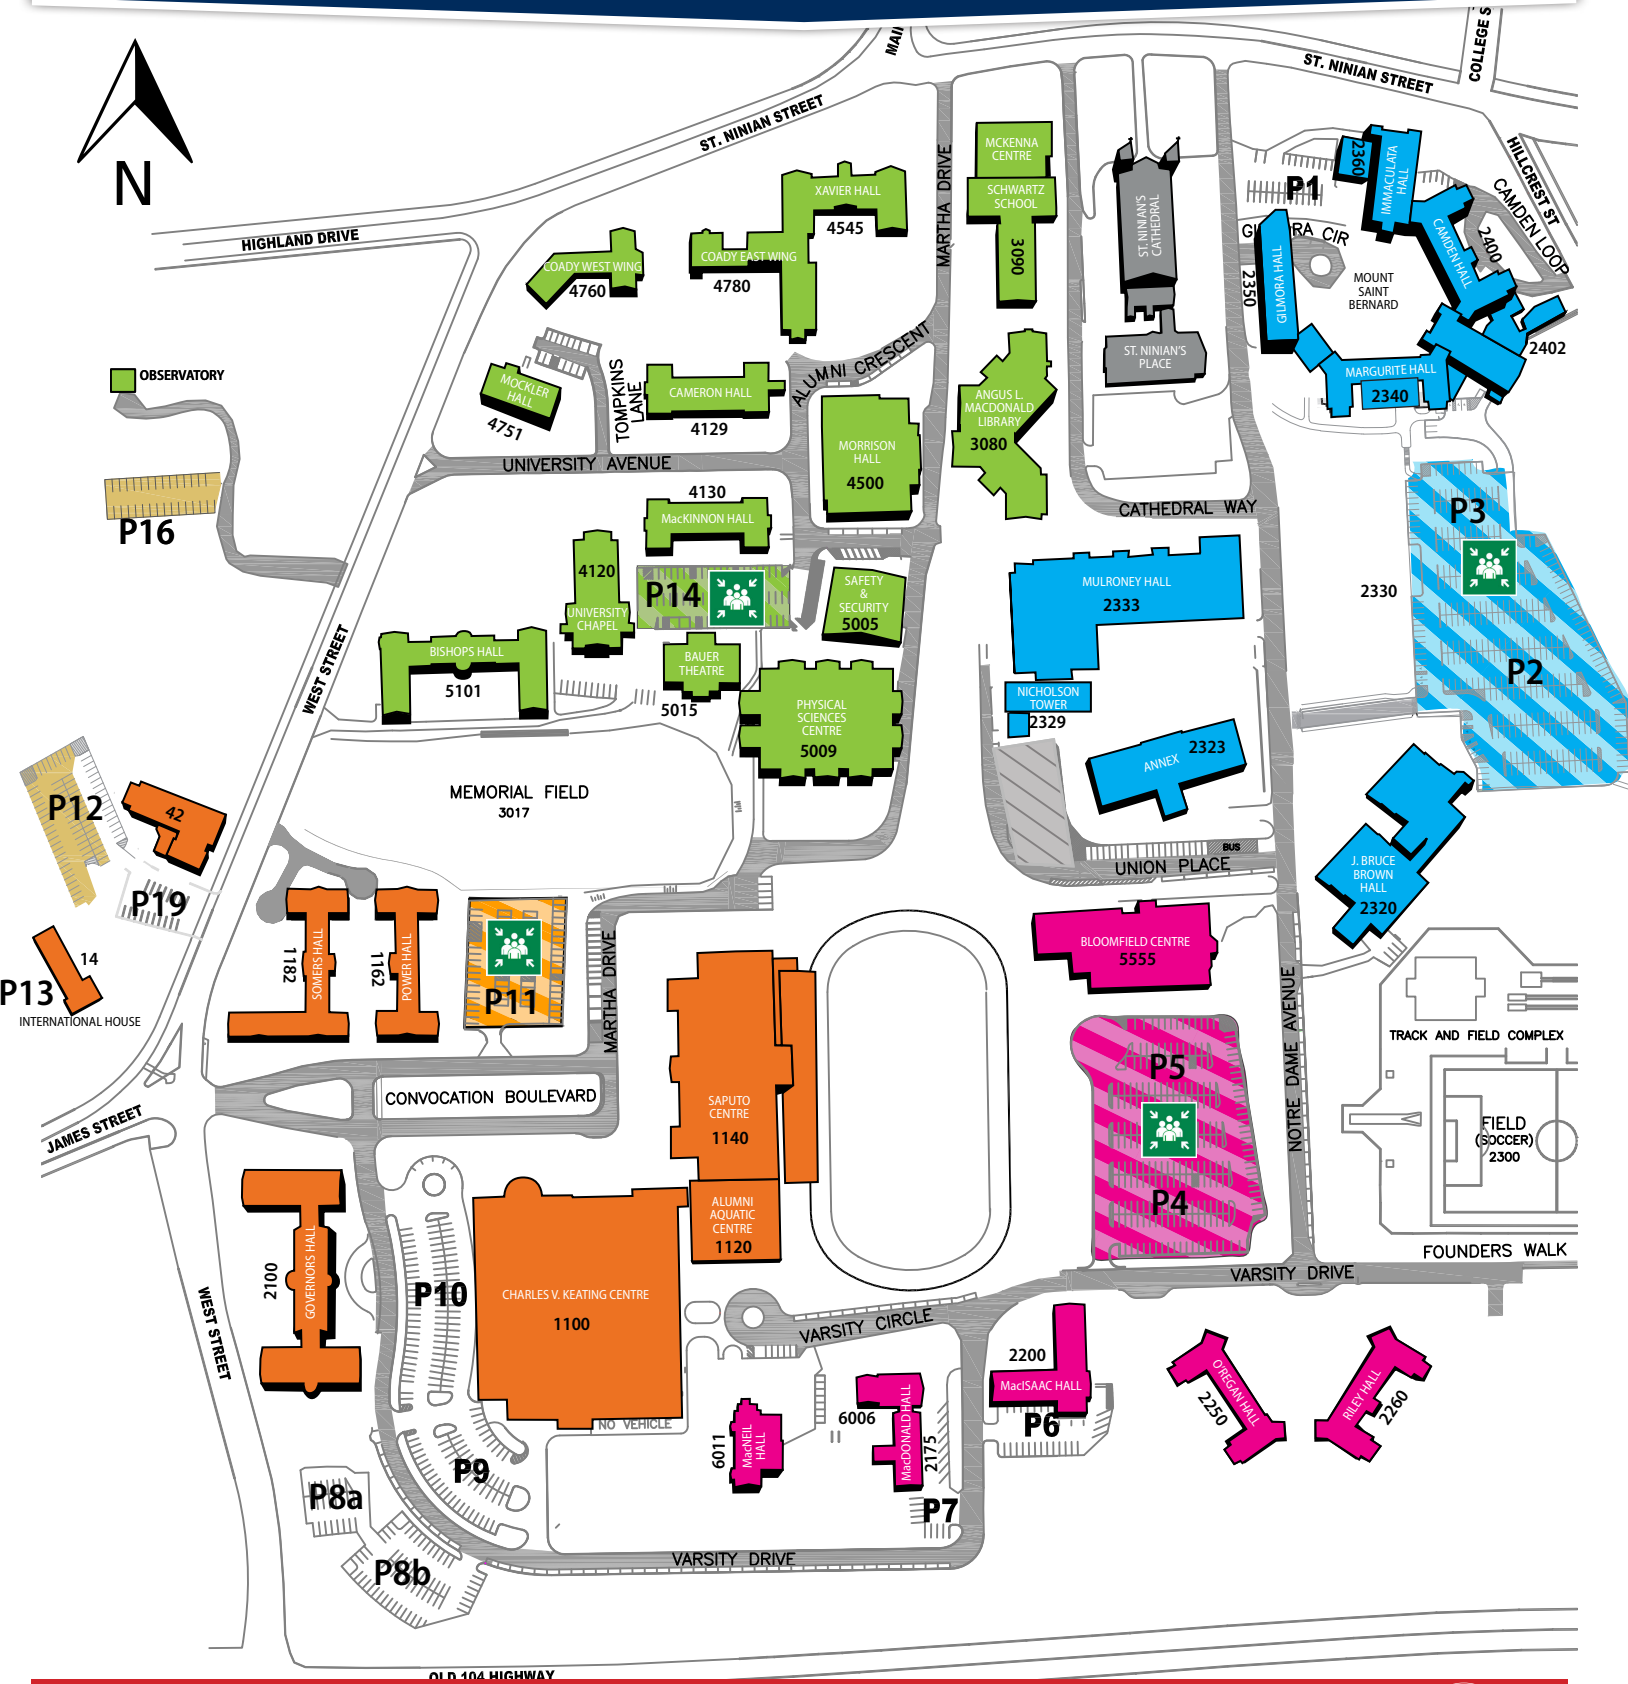 ST. NINIAN STREET
COLLEGE S
ST. NINIAN STREET
HILLCREST ST
CAMDEN LOOP
N
HIGHLAND DRIVE
MARTHA DRIVE
MCKENNA
CENTRE
SCHWARTZ
SCHOOL
3090
XAVIER HALL
4545
COADY WEST WING
4760
COADY EAST WING
4780
ST. NINIAN'S
CATHEDRAL
ST. NINIAN'S
PLACE
P1
2360
IMMACULATA
HALL
CAMDEN HALL
2400
2402
2350
GILMORA HALL
MOUNT
SAINT
BERNARD
MARGURITE HALL
2340
OBSERVATORY
P16
MOCKLER
HALL
4751
TOMPKINS
LANE
CAMERON HALL
4129
ALUMNI CRESCENT
UNIVERSITY AVENUE
MORRISON
HALL
4500
ANGUS L.
MACDONALD
LIBRARY
3080
CATHEDRAL WAY
4130
MacKINNON HALL
4120
UNIVERSITY
CHAPEL
P14
SAFETY
&
SECURITY
5005
BAUER
THEATRE
5015
BISHOPS HALL
5101
WEST STREET
PHYSICAL
SCIENCES
CENTRE
5009
MULRONEY HALL
2333
NICHOLSON
TOWER
2329
ANNEX
2323
P3
2330
P2
MEMORIAL FIELD
3017
P12
42
P19
14
P13
INTERNATIONAL HOUSE
BUS
UNION PLACE
J. BRUCE
BROWN
HALL
2320
1182
SOMERS HALL
1162
POWER HALL
P11
MARTHA DRIVE
BLOOMFIELD CENTRE
5555
NOTRE DAME AVENUE
TRACK AND FIELD COMPLEX
FIELD
(SOCCER)
2300
CONVOCATION BOULEVARD
JAMES STREET
SAPUTO
CENTRE
1140
ALUMNI
AQUATIC
CENTRE
1120
P5
P4
FOUNDERS WALK
VARSITY DRIVE
2100
GOVERNORS HALL
WEST STREET
P10
CHARLES V. KEATING CENTRE
1100
VARSITY CIRCLE
NO VEHICLE
P9
P8a
P8b
6011
MacNEIL
HALL
6006
MacDONALD HALL
2175
P7
2200
MacISAAC HALL
P6
O'REGAN HALL
2250
RILEY HALL
2260
VARSITY DRIVE
OLD 104 HIGHWAY